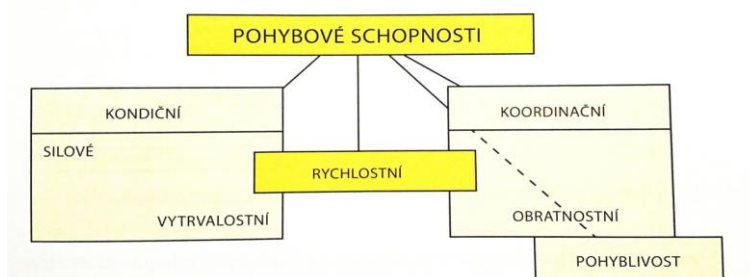 POHYBOVÉ SCHOPNOSTI
KONDIČNÍ
KOORDINAČNÍ
SILOVÉ
RYCHLOSTNÍ
VYTRVALOSTNÍ
OBRATNOSTNÍ
POHYBLIVOST